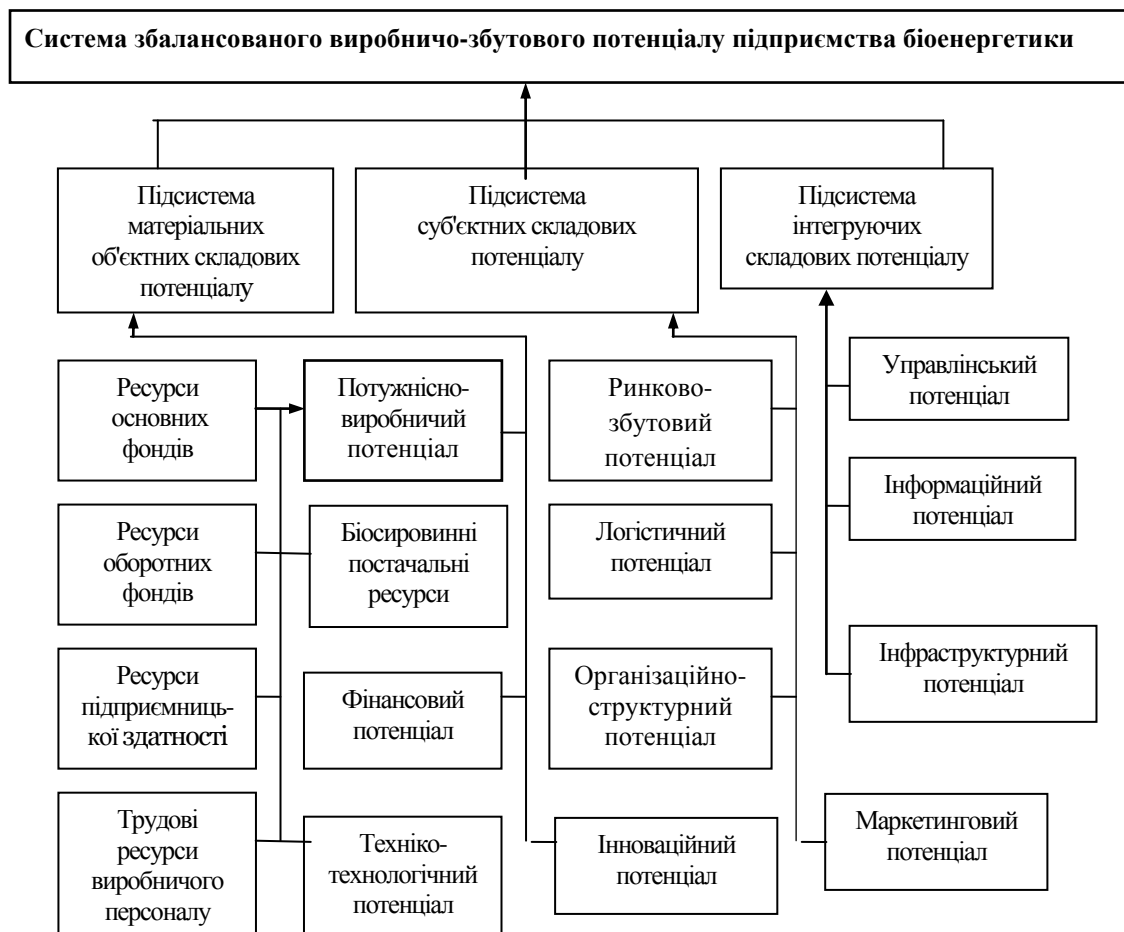 Система збалансованого виробничо-збутового потенціалу підприємства біоенергетики
Підсистема
матеріальних
об'єктних складових
потенціалу
Підсистема
суб'єктних складових
потенціалу
Підсистема
інтегруючих
складових потенціалу
Ресурси
основних
фондів
Потужнісно-
виробничий
потенціал
Ринково-
збутовий
потенціал
Управлінський
потенціал
Ресурси
оборотних
фондів
Біосировинні
постачальні
ресурси
Логістичний
потенціал
Інформаційний
потенціал
Ресурси
підприємниць-
кої здатності
Фінансовий
потенціал
Організаційно-
структурний
потенціал
Інфраструктурний
потенціал
Трудові
ресурси
виробничого
персоналу
Техніко-
технологічний
потенціал
Інноваційний
потенціал
Маркетинговий
потенціал